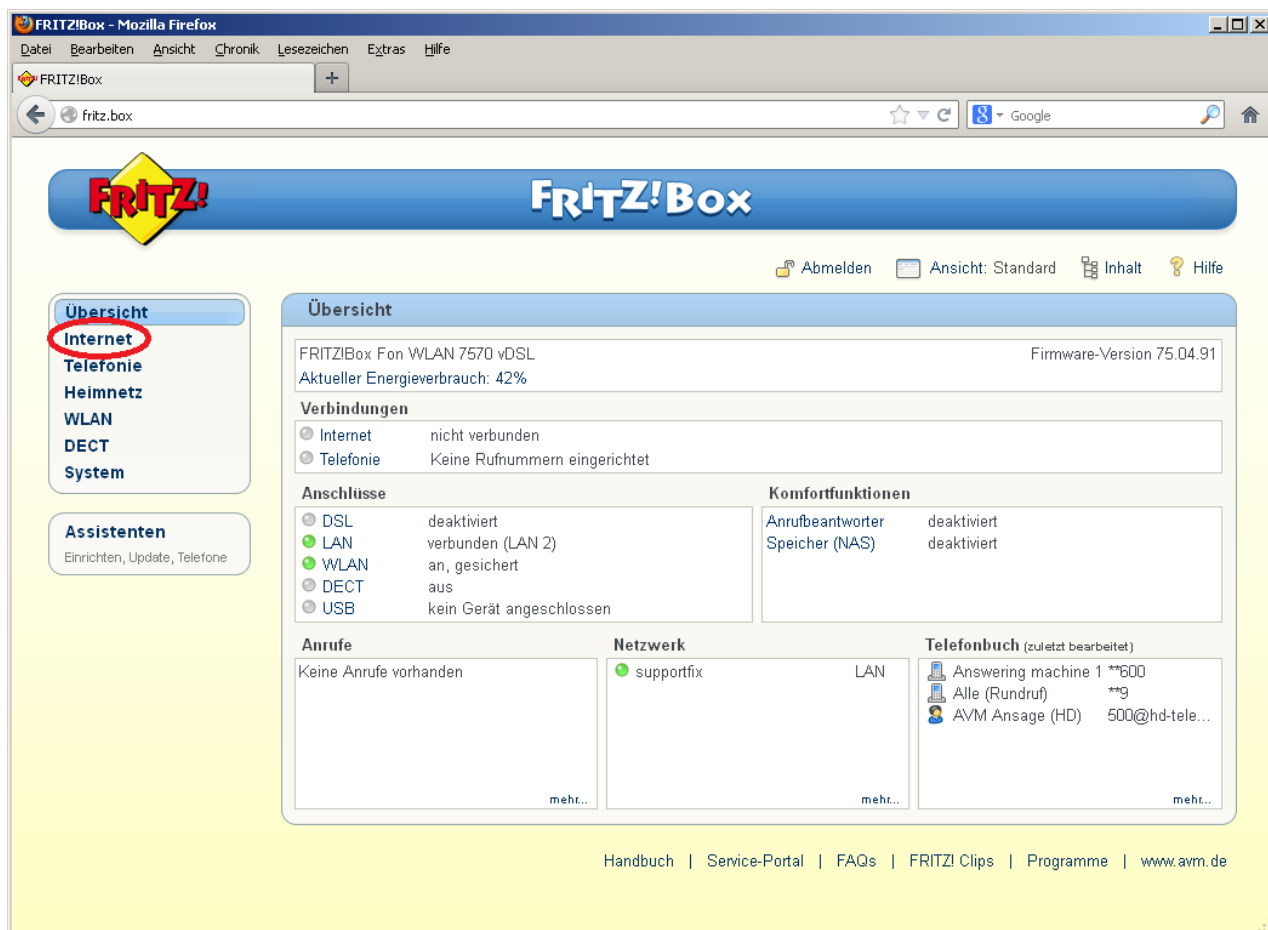 FRITZ!Box - Mozilla Firefox
Datei Bearbeiten Ansicht Chronik Lesezeichen Extras Hilfe
FRITZ!Box
fritz.box
Google
FRITZ!
FRITZ!Box
Abmelden Ansicht: Standard Inhalt Hilfe
Übersicht
Internet
Telefonie
Heimnetz
WLAN
DECT
System
Assistenten
Einrichten, Update, Telefone
Übersicht
FRITZ!Box Fon WLAN 7570 vDSL Firmware-Version 75.04.91
Aktueller Energieverbrauch: 42%
Verbindungen
Internet nicht verbunden
Telefonie Keine Rufnummern eingerichtet
Anschlüsse
DSL deaktiviert
LAN verbunden (LAN 2)
WLAN an, gesichert
DECT aus
USB kein Gerät angeschlossen
Komfortfunktionen
Anrufbeantworter deaktiviert
Speicher (NAS) deaktiviert
Anrufe
Keine Anrufe vorhanden
mehr...
Netzwerk
supportfix LAN
mehr...
Telefonbuch (zuletzt bearbeitet)
Answering machine 1 **600
Alle (Rundruf) **9
AVM Ansage (HD) 500@hd-tele...
mehr...
Handbuch | Service-Portal | FAQs | FRITZ! Clips | Programme | www.avm.de